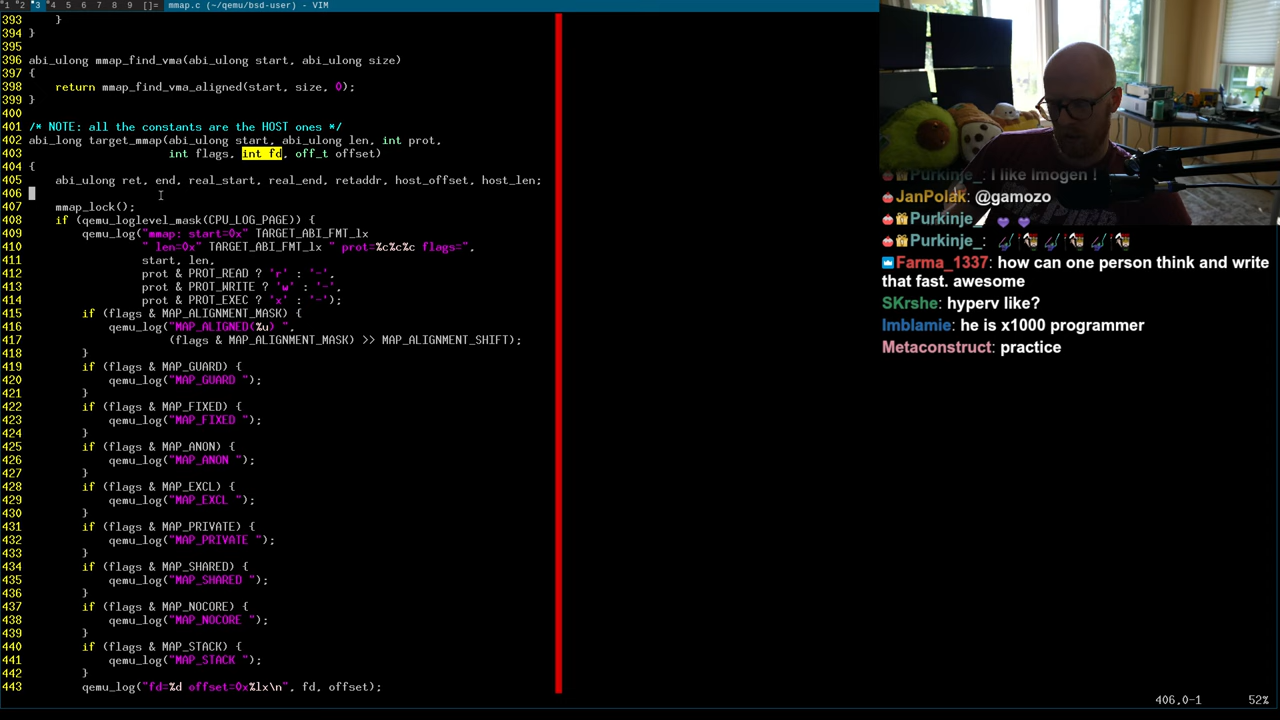 1 2 3 4 5 6 7 8 9 []= mmap.c (~/qemu/bsd-user) - VIM
393     }
394 }
395
396 abi_ulong mmap_find_vma(abi_ulong start, abi_ulong size)
397 {
398     return mmap_find_vma_aligned(start, size, 0);
399 }
400
401 /* NOTE: all the constants are the HOST ones */
402 abi_long target_mmap(abi_ulong start, abi_ulong len, int prot,
403                      int flags, int fd, off_t offset)
404 {
405     abi_ulong ret, end, real_start, real_end, retaddr, host_offset, host_len;
406
407     mmap_lock();
408     if (qemu_loglevel_mask(CPU_LOG_PAGE)) {
409         qemu_log("mmap: start=0x" TARGET_ABI_FMT_lx
410                  " len=0x" TARGET_ABI_FMT_lx " prot=%c%c%c flags=",
411                  start, len,
412                  prot & PROT_READ ? 'r' : '-',
413                  prot & PROT_WRITE ? 'w' : '-',
414                  prot & PROT_EXEC ? 'x' : '-');
415         if (flags & MAP_ALIGNMENT_MASK) {
416             qemu_log("MAP_ALIGNED(%u) ",
417                      (flags & MAP_ALIGNMENT_MASK) >> MAP_ALIGNMENT_SHIFT);
418         }
419         if (flags & MAP_GUARD) {
420             qemu_log("MAP_GUARD ");
421         }
422         if (flags & MAP_FIXED) {
423             qemu_log("MAP_FIXED ");
424         }
425         if (flags & MAP_ANON) {
426             qemu_log("MAP_ANON ");
427         }
428         if (flags & MAP_EXCL) {
429             qemu_log("MAP_EXCL ");
430         }
431         if (flags & MAP_PRIVATE) {
432             qemu_log("MAP_PRIVATE ");
433         }
434         if (flags & MAP_SHARED) {
435             qemu_log("MAP_SHARED ");
436         }
437         if (flags & MAP_NOCORE) {
438             qemu_log("MAP_NOCORE ");
439         }
440         if (flags & MAP_STACK) {
441             qemu_log("MAP_STACK ");
442         }
443         qemu_log("fd=%d offset=0x%lx\n", fd, offset);
406,0-1 52%
Purkinje_: I like Imogen !
JanPolak: @gamozo
Purkinje
Purkinje_:
Farma_1337: how can one person think and write
that fast. awesome
SKrshe: hyperv like?
Imblamie: he is x1000 programmer
Metaconstruct: practice